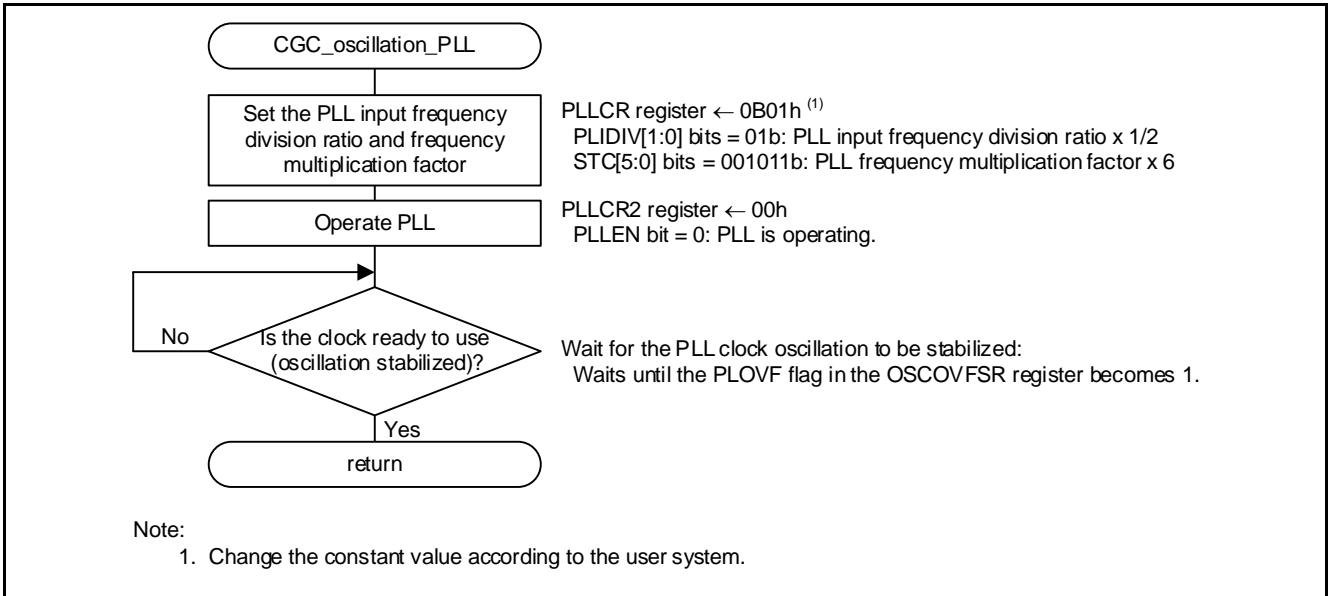 CGC_oscillation_PLL
Set the PLL input frequency
division ratio and frequency
multiplication factor
PLLCR register ← 0B01h (1)
PLIDIV[1:0] bits = 01b: PLL input frequency division ratio x 1/2
STC[5:0] bits = 001011b: PLL frequency multiplication factor x 6
Operate PLL
PLLCR2 register ← 00h
PLLEN bit = 0: PLL is operating.
No
Is the clock ready to use
(oscillation stabilized)?
Wait for the PLL clock oscillation to be stabilized:
Waits until the PLOVF flag in the OSCOVFSR register becomes 1.
Yes
return
Note:
1. Change the constant value according to the user system.